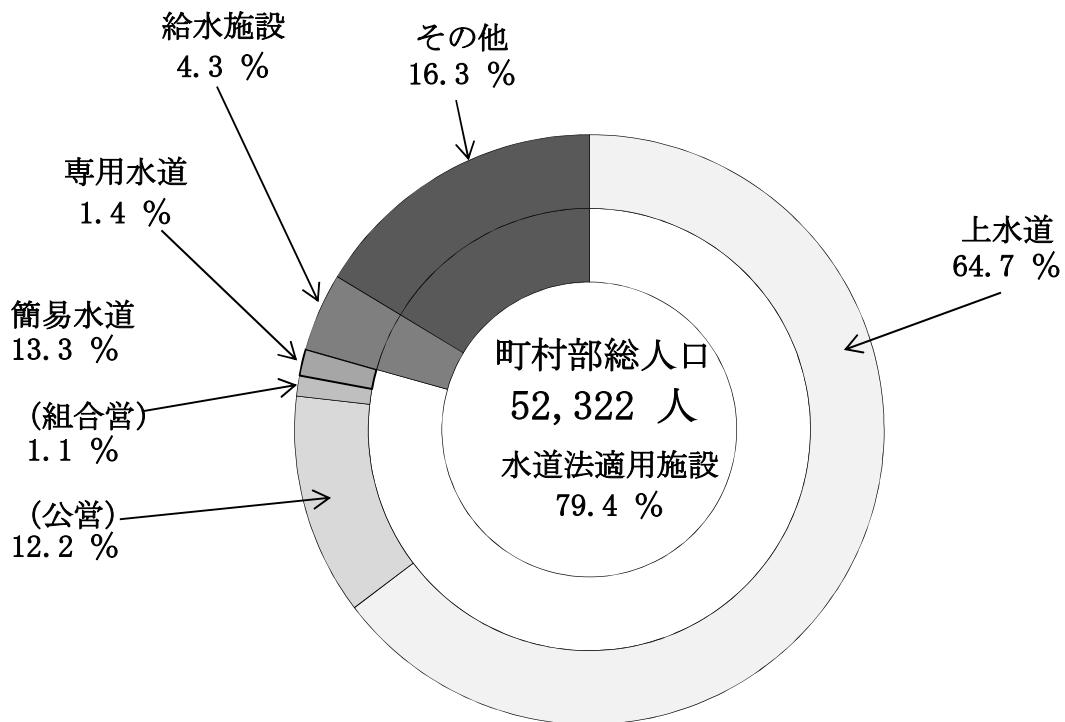 給水施設
4.3 %
その他
16.3 %
専用水道
1.4 %
上水道
64.7 %
簡易水道
13.3 %
(組合営)
1.1 %
(公営)
12.2 %
町村部総人口
52,322 人
水道法適用施設
79.4 %